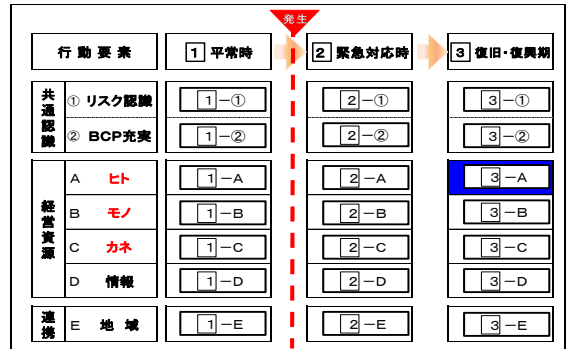 発生
行動要素 1 平常時 2 緊急対応時 3 復旧・復興期
共通認識
① リスク認識 1－① 2－① 3－①
② BCP充実 1－② 2－② 3－②
経営資源
A ヒト 1－A 2－A 3－A
B モノ 1－B 2－B 3－B
C カネ 1－C 2－C 3－C
D 情報 1－D 2－D 3－D
連携
E 地域 1－E 2－E 3－E